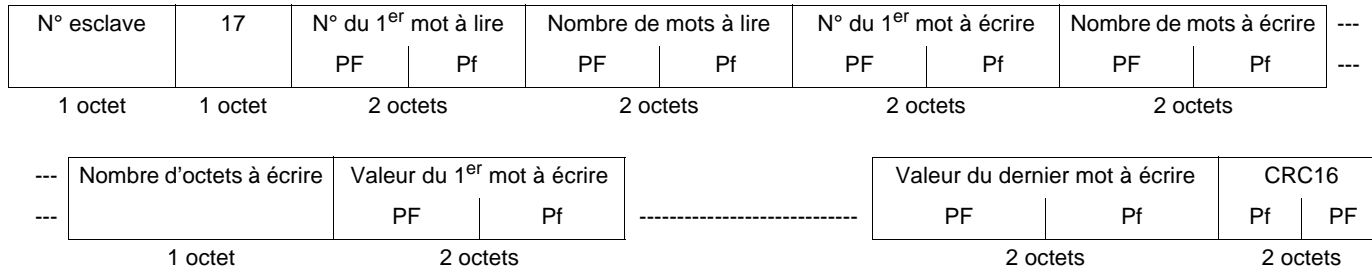 N° esclave 17 N° du 1er mot à lire Nombre de mots à lire N° du 1er mot à écrire Nombre de mots à écrire ---
PF Pf PF Pf PF Pf PF Pf ---
1 octet 1 octet 2 octets 2 octets 2 octets 2 octets
--- Nombre d'octets à écrire Valeur du 1er mot à écrire Valeur du dernier mot à écrire CRC16
--- PF Pf ----------------------------- PF Pf Pf PF
1 octet 2 octets 2 octets 2 octets